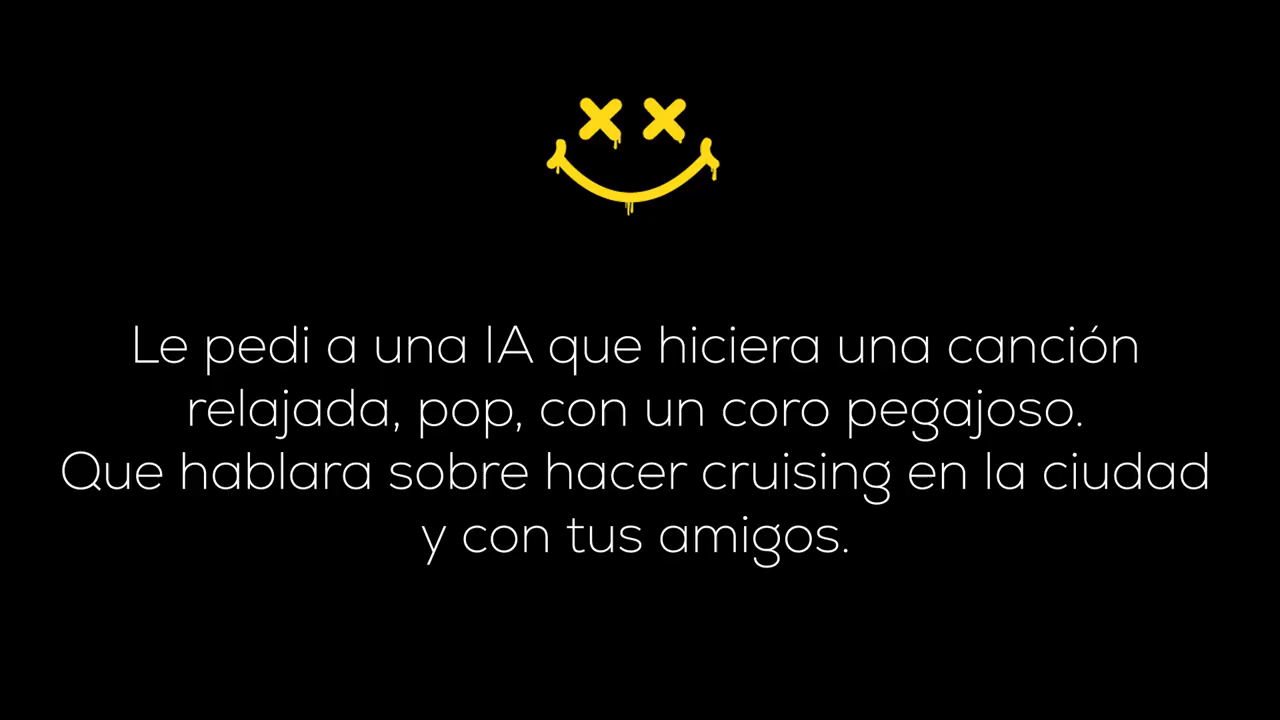 Le pedi a una IA que hiciera una canción
relajada, pop, con un coro pegajoso.
Que hablara sobre hacer cruising en la ciudad
y con tus amigos.